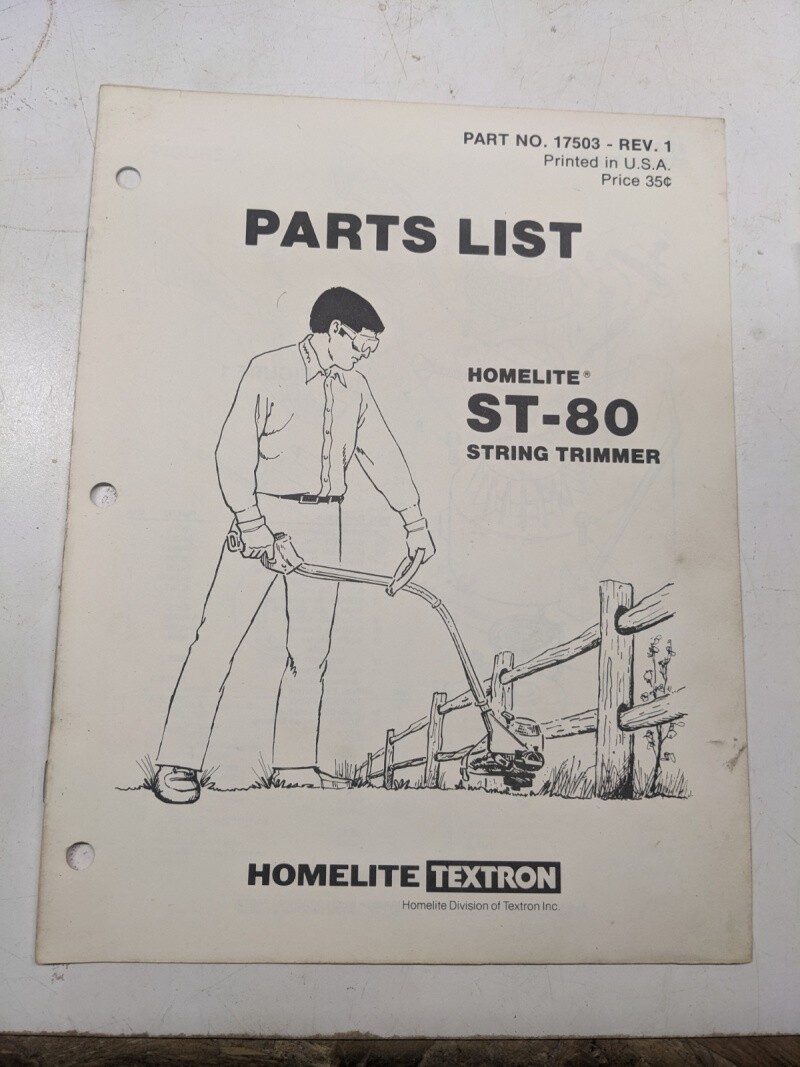 PART NO. 17503 - REV. 1
Printed in U.S.A.
Price 35¢
PARTS LIST
HOMELITE®
ST-80
STRING TRIMMER
HOMELITE TEXTRON
Homelite Division of Textron Inc.